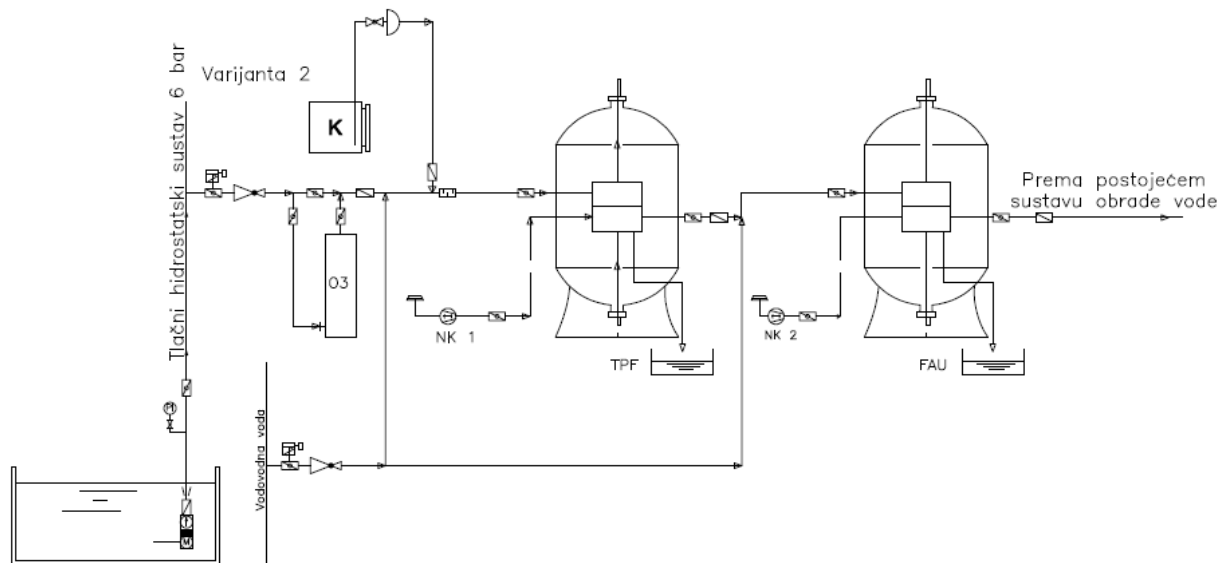 Tlačni hidrostatski sustav 6 bar
Varijanta 2
K
O3
NK 1
TPF
NK 2
FAU
Prema postojećem
sustavu obrade vode
Vodovodna voda
M
M